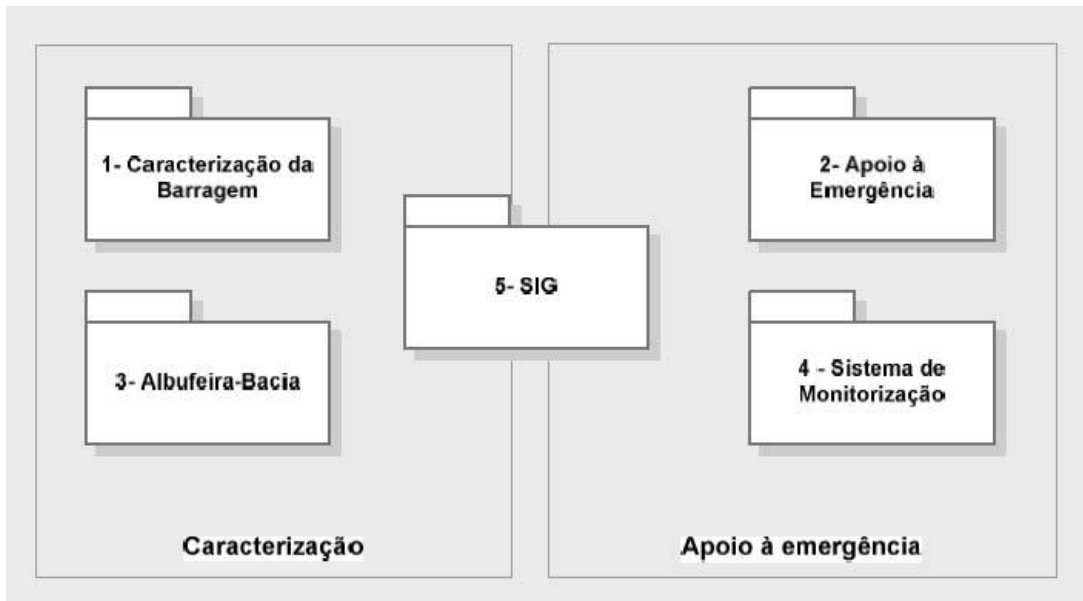 1- Caracterização da
Barragem
2- Apoio à
Emergência
5- SIG
3- Albufeira-Bacia
4 - Sistema de
Monitorização
Caracterização
Apoio à emergência